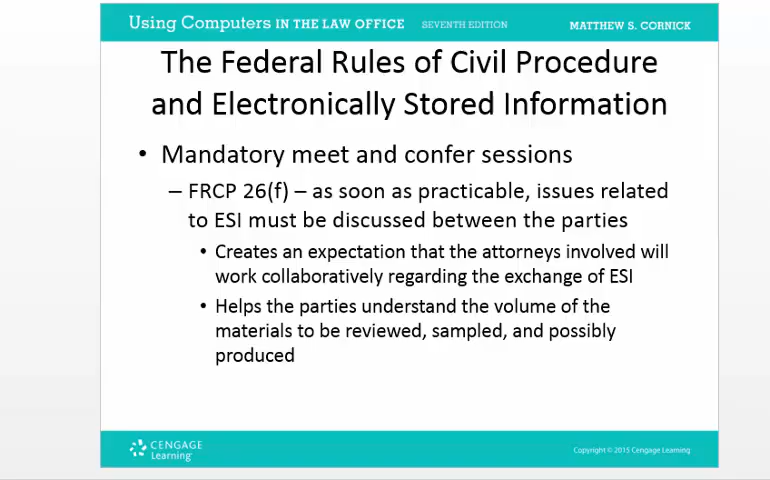 Using Computers IN THE LAW OFFICE SEVENTH EDITION MATTHEW S. CORNICK
The Federal Rules of Civil Procedure
and Electronically Stored Information
• Mandatory meet and confer sessions
– FRCP 26(f) – as soon as practicable, issues related
to ESI must be discussed between the parties
• Creates an expectation that the attorneys involved will
work collaboratively regarding the exchange of ESI
• Helps the parties understand the volume of the
materials to be reviewed, sampled, and possibly
produced
CENGAGE
Learning
Copyright © 2015 Cengage Learning